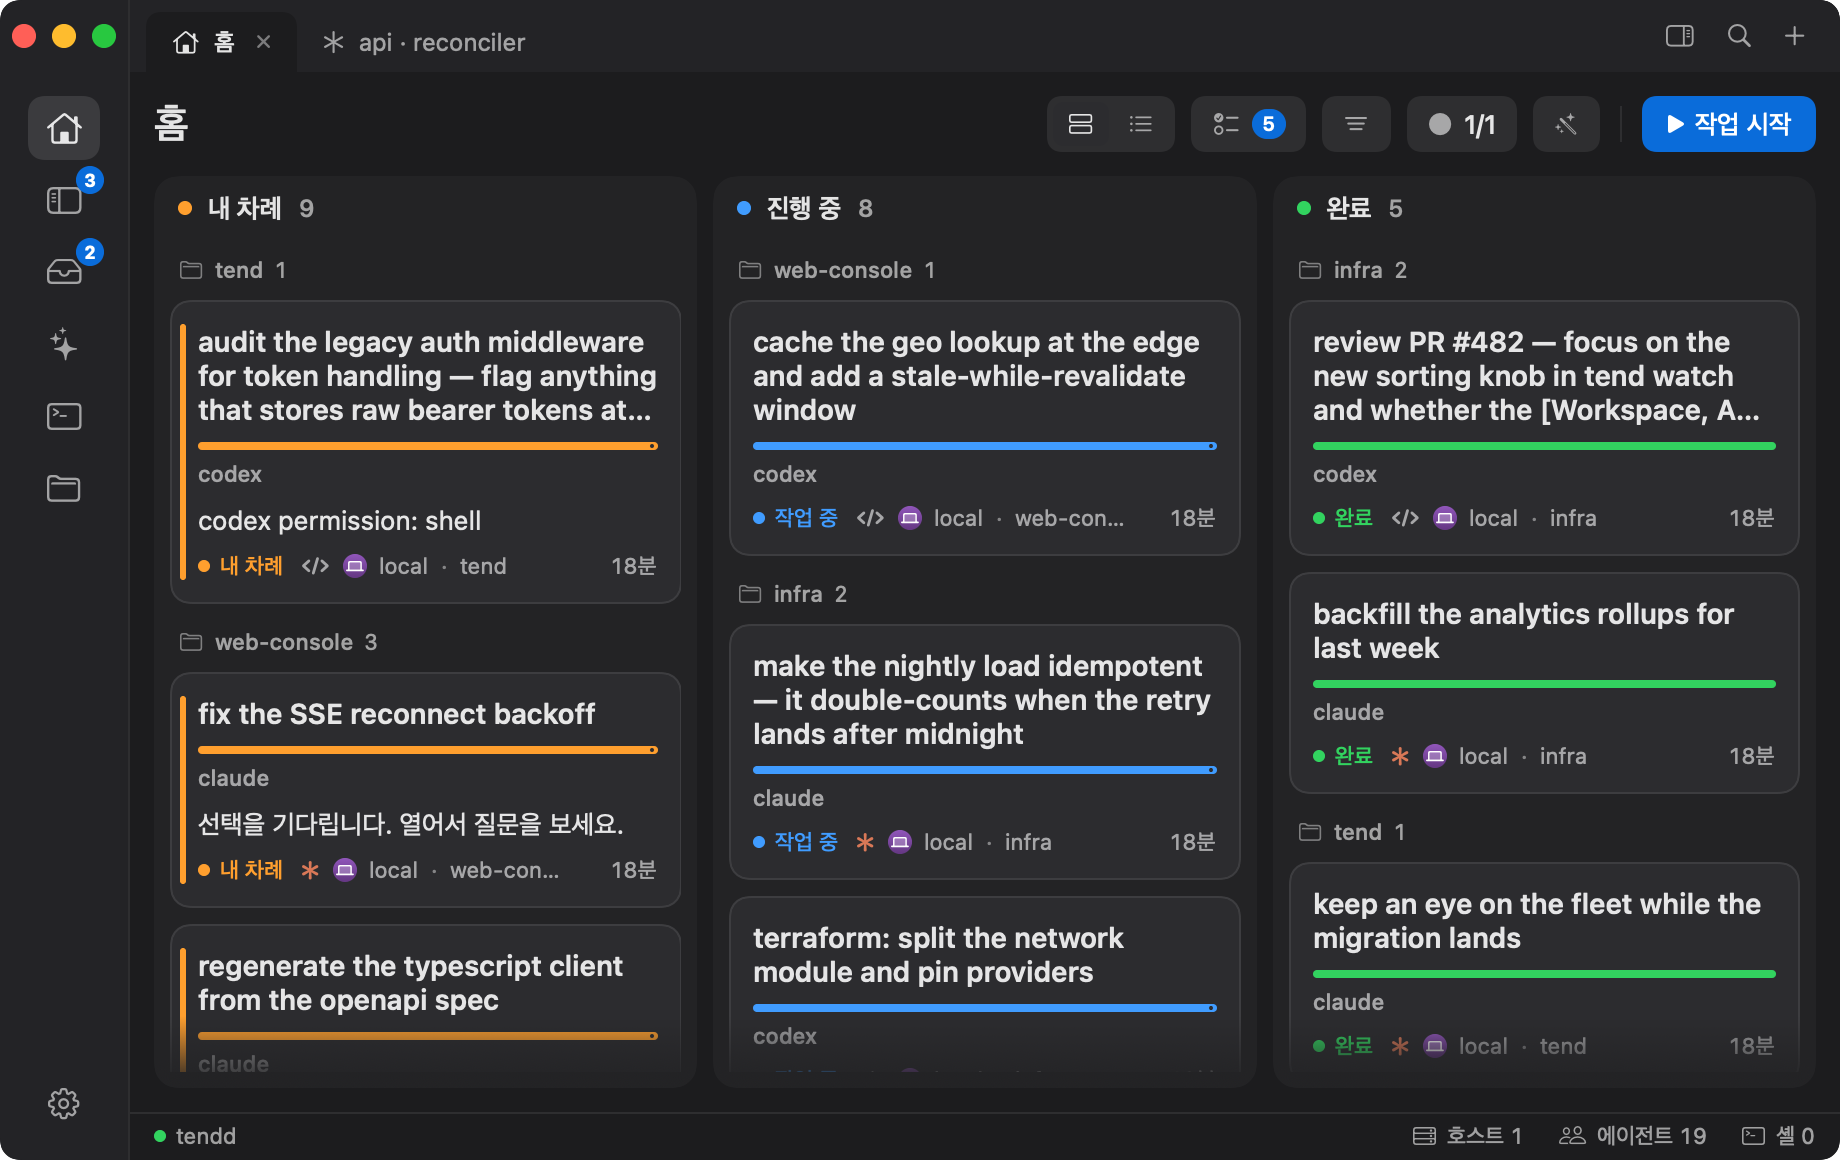 홈
api · reconciler
3
2
홈
5
1/1
작업 시작
내 차례 9
tend 1
audit the legacy auth middleware
for token handling — flag anything
that stores raw bearer tokens at...
codex
codex permission: shell
내 차례 </> local · tend 18분
web-console 3
fix the SSE reconnect backoff
claude
선택을 기다립니다. 열어서 질문을 보세요.
내 차례 local · web-con... 18분
regenerate the typescript client
from the openapi spec
claude
진행 중 8
web-console 1
cache the geo lookup at the edge
and add a stale-while-revalidate
window
codex
작업 중 </> local · web-con... 18분
infra 2
make the nightly load idempotent
— it double-counts when the retry
lands after midnight
claude
작업 중 local · infra 18분
terraform: split the network
module and pin providers
codex
완료 5
infra 2
review PR #482 — focus on the
new sorting knob in tend watch
and whether the [Workspace, A...
codex
완료 </> local · infra 18분
backfill the analytics rollups for
last week
claude
완료 local · infra 18분
tend 1
keep an eye on the fleet while the
migration lands
claude
완료 local · tend 18분
tendd
호스트 1
에이전트 19
셸 0